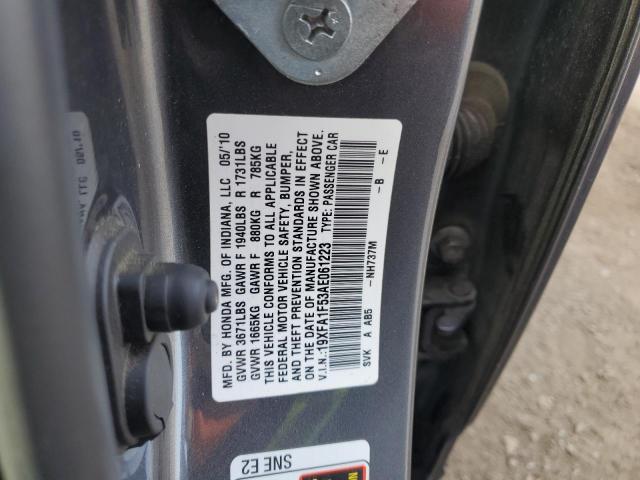 MFD. BY HONDA MFG. OF INDIANA, LLC 05/10
GVWR 3671LBS GAWR F 1940LBS R 1731LBS
GVWR 1665KG GAWR F 880KG R 785KG
THIS VEHICLE CONFORMS TO ALL APPLICABLE
FEDERAL MOTOR VEHICLE SAFETY, BUMPER,
AND THEFT PREVENTION STANDARDS IN EFFECT
ON THE DATE OF MANUFACTURE SHOWN ABOVE.
V.I.N.:19XFA1F53AE061223 TYPE: PASSENGER CAR
SVK A AB5 -NH737M -B -E
SNE E2